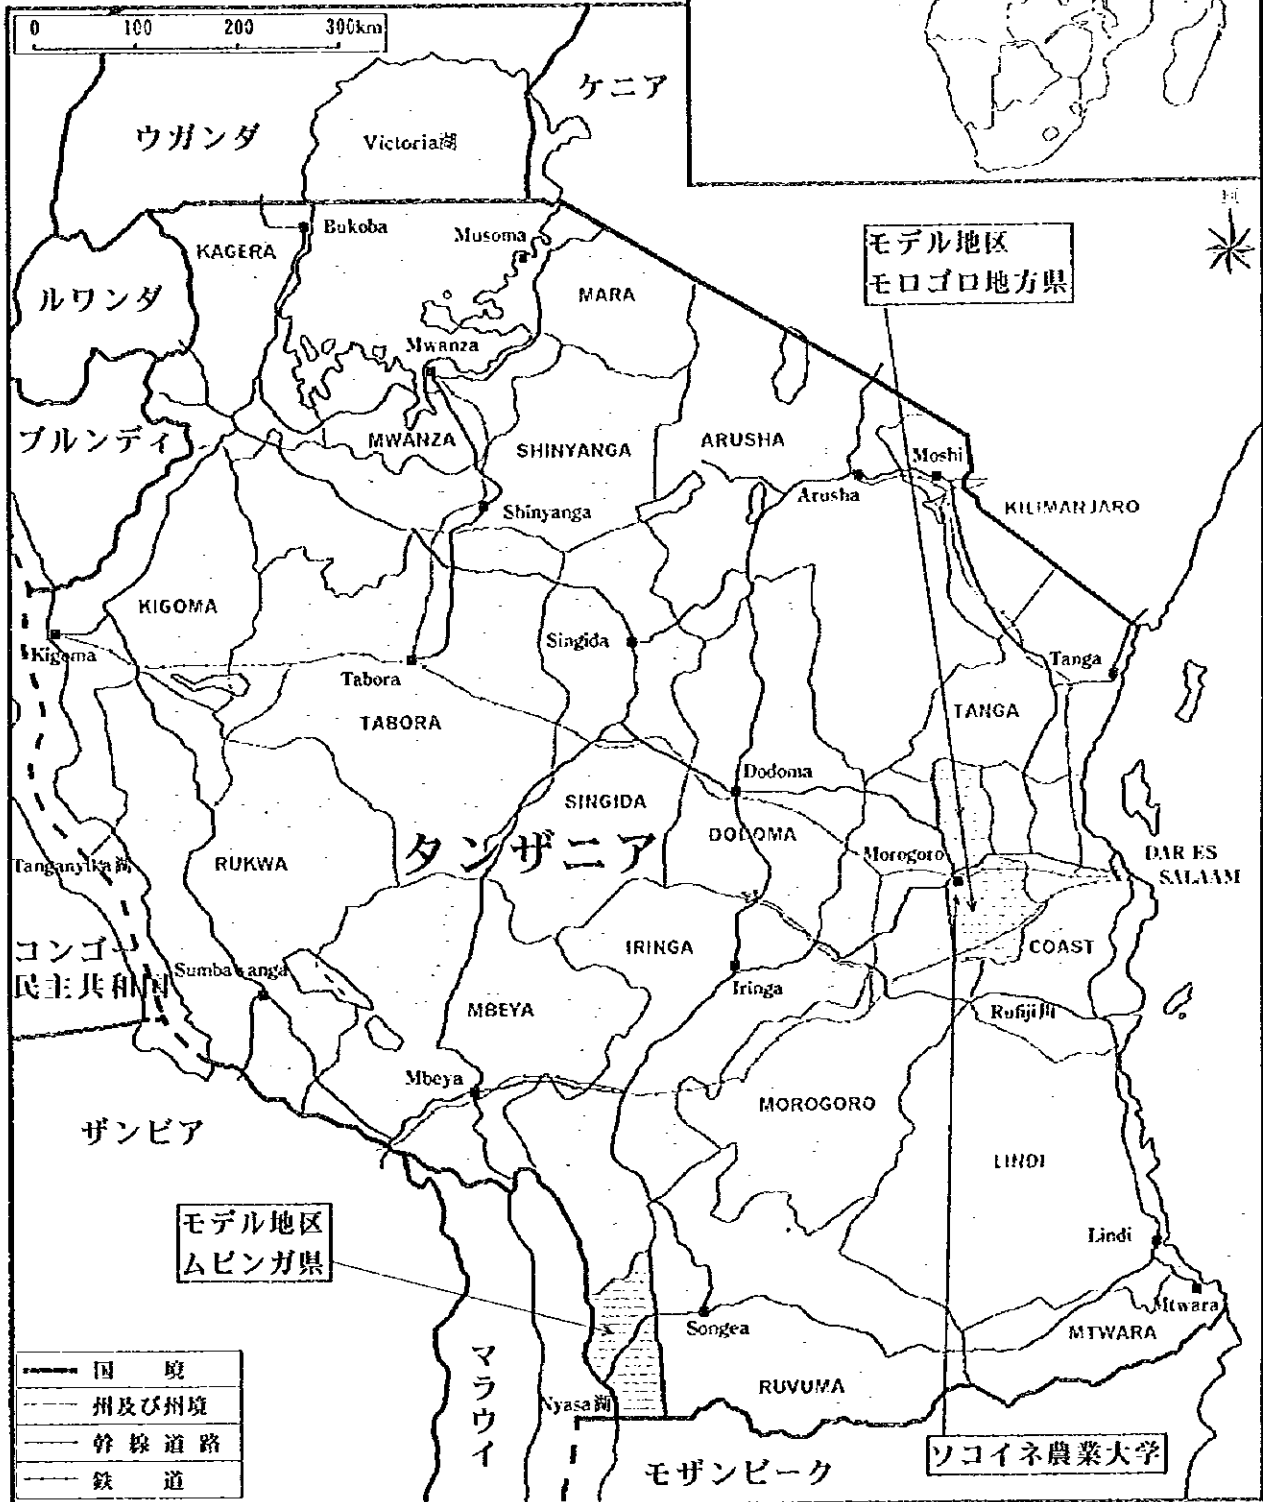 0 100 200 300km
ケニア
ウガンダ
Victoria湖
Bukoba
Musoma
KAGERA
モデル地区
モロゴロ地方県
ルワンダ
MARA
Mwanza
ブルンディ
MWANZA
SHINYANGA
ARUSHA
Moshi
Arusha
Shinyanga
KILIMANJARO
KIGOMA
Singida
Kigoma
Tanga
Tabora
TABORA
TANGA
Dodoma
SINGIDA
タンザニア
DODOMA
Morogoro
DAR ES
SALAAM
Tanganyika湖
RUKWA
コンゴー
民主共和国
IRINGA
COAST
Sumbawanga
Iringa
MBEYA
Rufiji川
Mbeya
MOROGORO
ザンビア
LINDI
モデル地区
ムビンガ県
Lindi
Mtwara
Songea
MTWARA
マラウイ
RUVUMA
Nyasa湖
国境
州及び州境
幹線道路
鉄道
ソコイネ農業大学
モザンビーク